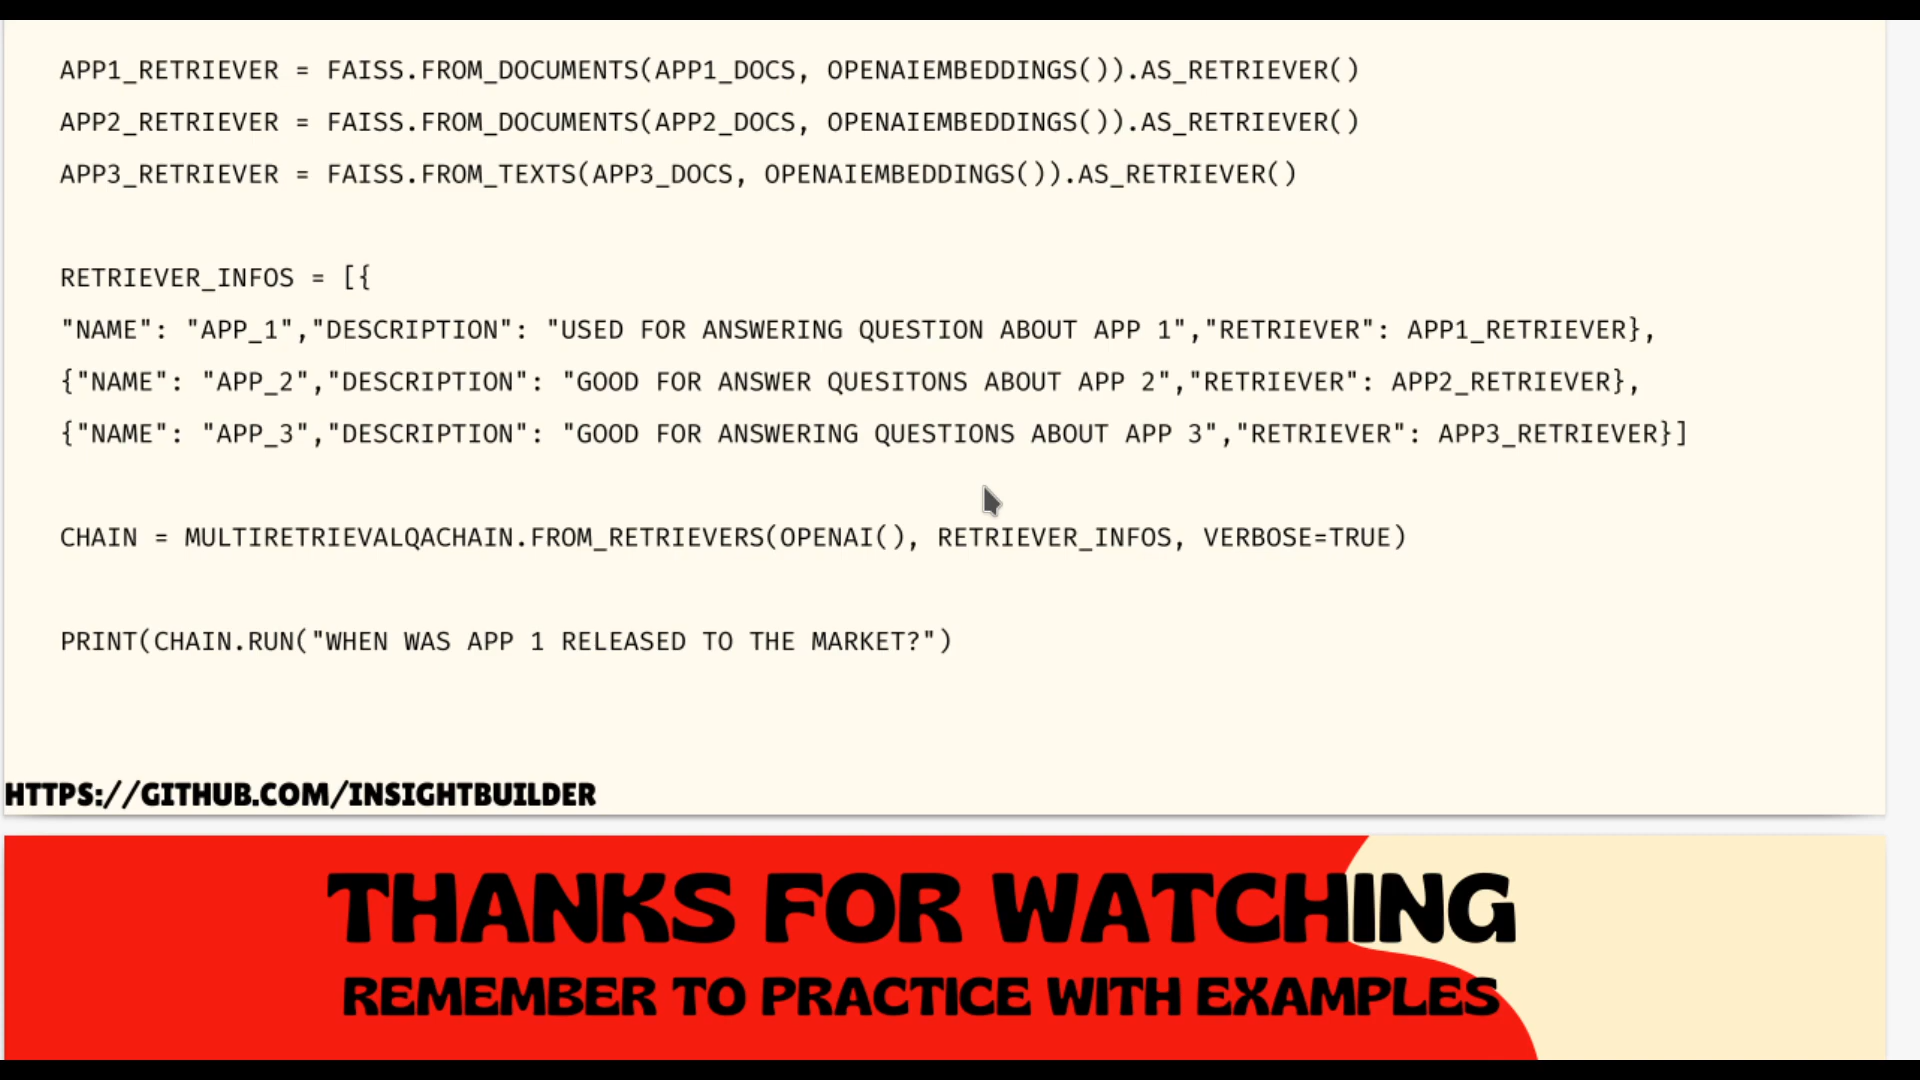 APP1_RETRIEVER = FAISS.FROM_DOCUMENTS(APP1_DOCS, OPENAIEMBEDDINGS()).AS_RETRIEVER()
APP2_RETRIEVER = FAISS.FROM_DOCUMENTS(APP2_DOCS, OPENAIEMBEDDINGS()).AS_RETRIEVER()
APP3_RETRIEVER = FAISS.FROM_TEXTS(APP3_DOCS, OPENAIEMBEDDINGS()).AS_RETRIEVER()
RETRIEVER_INFOS = [{
"NAME": "APP_1","DESCRIPTION": "USED FOR ANSWERING QUESTION ABOUT APP 1","RETRIEVER": APP1_RETRIEVER},
{"NAME": "APP_2","DESCRIPTION": "GOOD FOR ANSWER QUESITONS ABOUT APP 2","RETRIEVER": APP2_RETRIEVER},
{"NAME": "APP_3","DESCRIPTION": "GOOD FOR ANSWERING QUESTIONS ABOUT APP 3","RETRIEVER": APP3_RETRIEVER}]
CHAIN = MULTIRETRIEVALQACHAIN.FROM_RETRIEVERS(OPENAI(), RETRIEVER_INFOS, VERBOSE=TRUE)
PRINT(CHAIN.RUN("WHEN WAS APP 1 RELEASED TO THE MARKET?")
HTTPS://GITHUB.COM/INSIGHTBUILDER
THANKS FOR WATCHING
REMEMBER TO PRACTICE WITH EXAMPLES